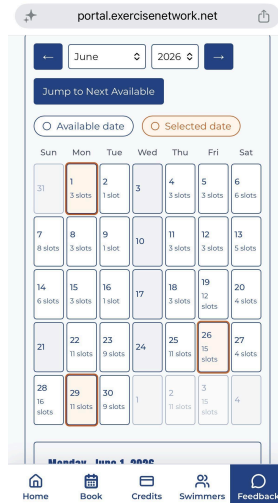 portal.exercisenetwork.net
← June 2026 →
Jump to Next Available
Available date Selected date
Sun Mon Tue Wed Thu Fri Sat
31 1 2 3 4 5 6
3 slots 1 slot 3 slots 3 slots 6 slots
7 8 9 10 11 12 13
8 slots 3 slots 1 slot 3 slots 3 slots 5 slots
14 15 16 17 18 19 20
6 slots 3 slots 1 slot 3 slots 12 slots 4 slots
21 22 23 24 25 26 27
11 slots 9 slots 11 slots 15 slots 4 slots
28 29 30 1 2 3 4
16 slots 11 slots 9 slots 11 slots 15 slots
Monday, June 1, 2026
Home Book Credits Swimmers Feedback